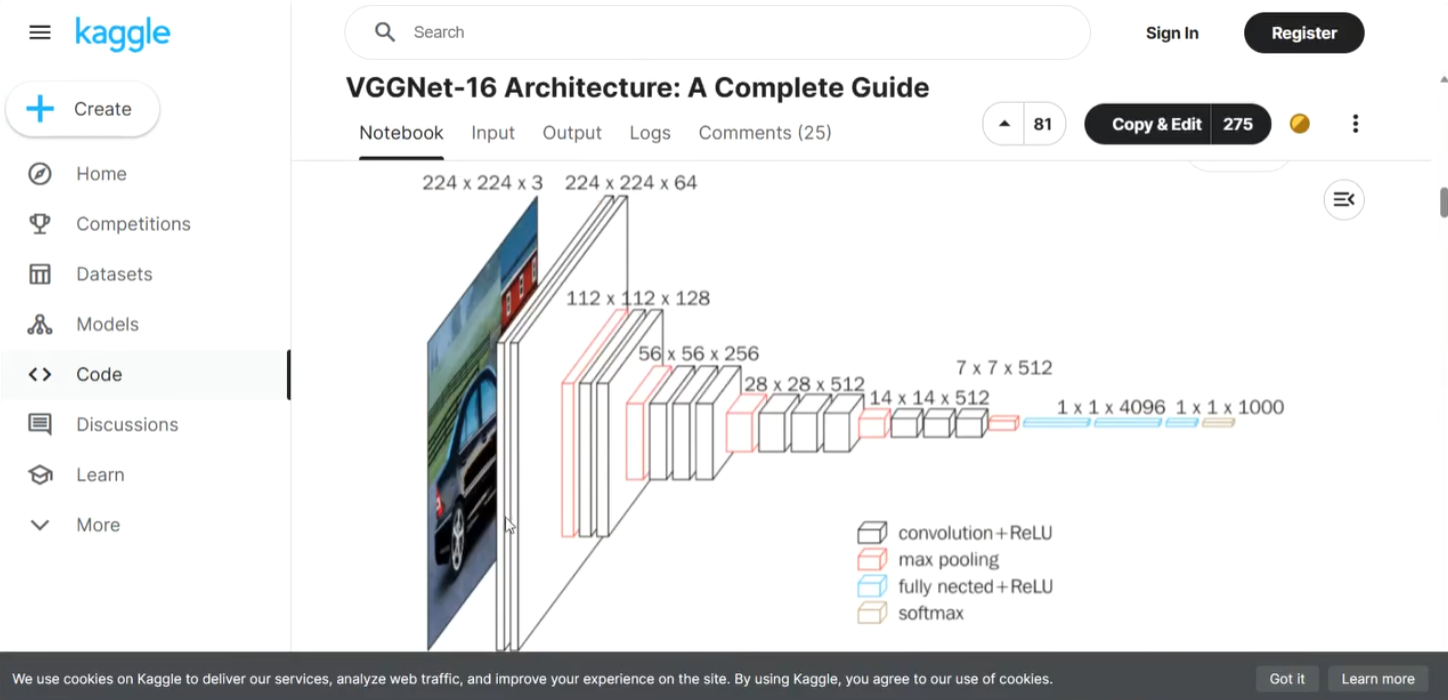 kaggle
Search
Sign In
Register
Create
Home
Competitions
Datasets
Models
Code
Discussions
Learn
More
VGGNet-16 Architecture: A Complete Guide
Notebook Input Output Logs Comments (25)
81
Copy & Edit 275
224 x 224 x 3 224 x 224 x 64
112 x 112 x 128
56 x 56 x 256
28 x 28 x 512
14 x 14 x 512
7 x 7 x 512
1 x 1 x 4096 1 x 1 x 1000
convolution+ReLU
max pooling
fully nected+ReLU
softmax
We use cookies on Kaggle to deliver our services, analyze web traffic, and improve your experience on the site. By using Kaggle, you agree to our use of cookies.
Got it
Learn more